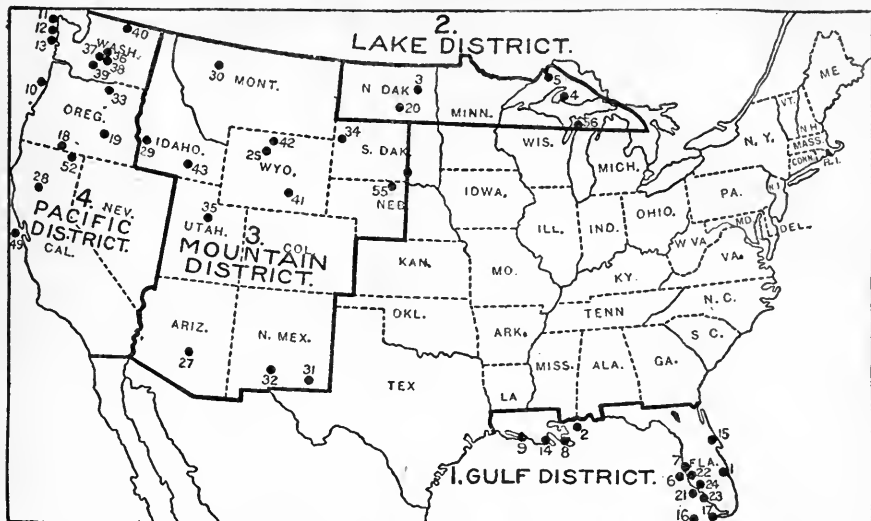 2.
LAKE DISTRICT.
11
12
13
40
WASH.
37
36
38
39
10
33
OREG.
18
19
52
28
4.
NEV.
PACIFIC
DISTRICT.
49
CAL.
30
MONT.
29
IDAHO.
43
42
25
WYO.
41
35
UTAH.
COL.
3.
MOUNTAIN
DISTRICT.
ARIZ.
27
N. MEX.
32
31
N DAK
3
20
MINN.
5
4
56
34
S. DAK
55
NEB
WIS.
MICH.
IOWA.
ILL.
IND.
OHIO.
KAN.
MO.
KY.
OKL.
ARK.
TENN
TEX
LA
MISS.
ALA.
GA.
S C.
N.C.
VA.
W VA.
MD.
DEL.
PA.
N.J.
N.Y.
VT.
N.H.
MASS.
CONN.
R.I.
ME
1. GULF DISTRICT.
9
14
8
2
15
7
FLA.
1
6
22
24
21
23
16
17